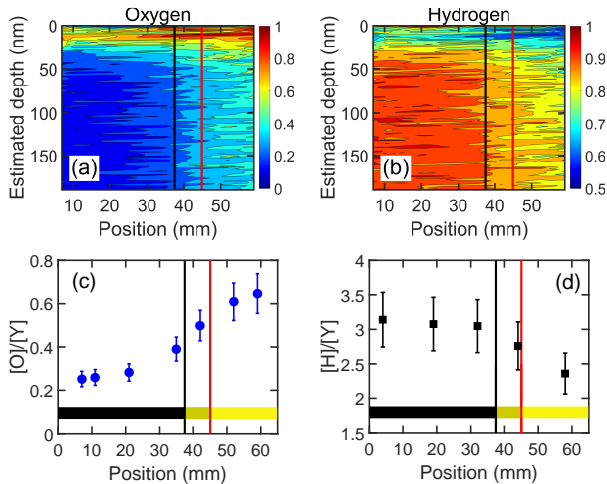 Oxygen
Hydrogen
0
50
100
150
Estimated depth (nm)
(a)
10 20 30 40 50
Position (mm)
1
0.8
0.6
0.4
0.2
0
0
50
100
150
Estimated depth (nm)
(b)
10 20 30 40 50
Position (mm)
1
0.9
0.8
0.7
0.6
0.5
0.8
0.6
0.4
0.2
0
[O]/[Y]
(c)
0 10 20 30 40 50 60
Position (mm)
4
3.5
3
2.5
2
1.5
[H]/[Y]
(d)
0 10 20 30 40 50 60
Position (mm)